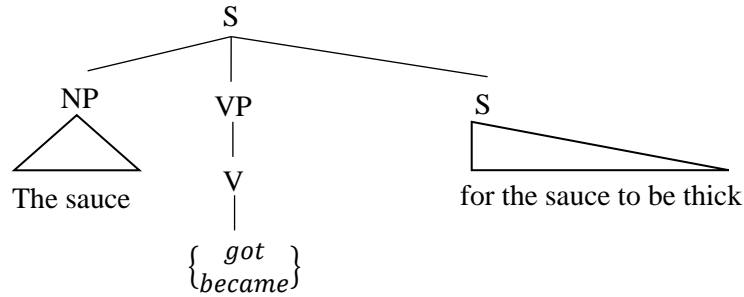 S
NP VP S
V
The sauce for the sauce to be thick
{ got
became }